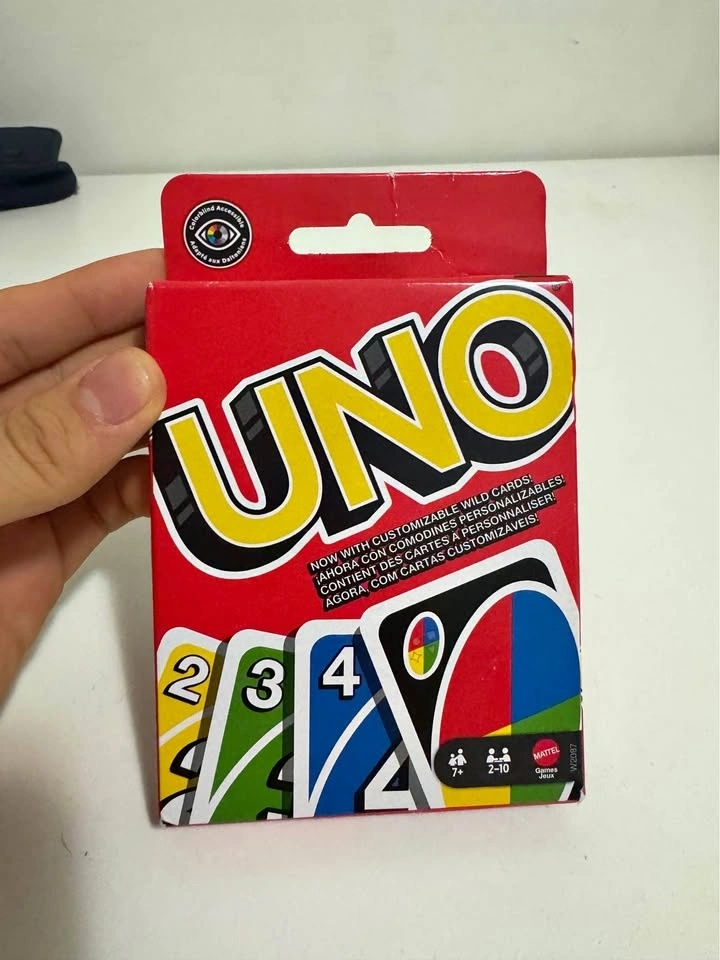 Colorblind Accessible
Adapté aux Daltoniens
UNO
NOW WITH CUSTOMIZABLE WILD CARDS!
¡AHORA CON COMODINES PERSONALIZABLES!
CONTIENT DES CARTES À PERSONNALISER!
AGORA, COM CARTAS CUSTOMIZÁVEIS!
2
3
4
4
7+
2–10
MATTEL
Games
Jeux
W2087